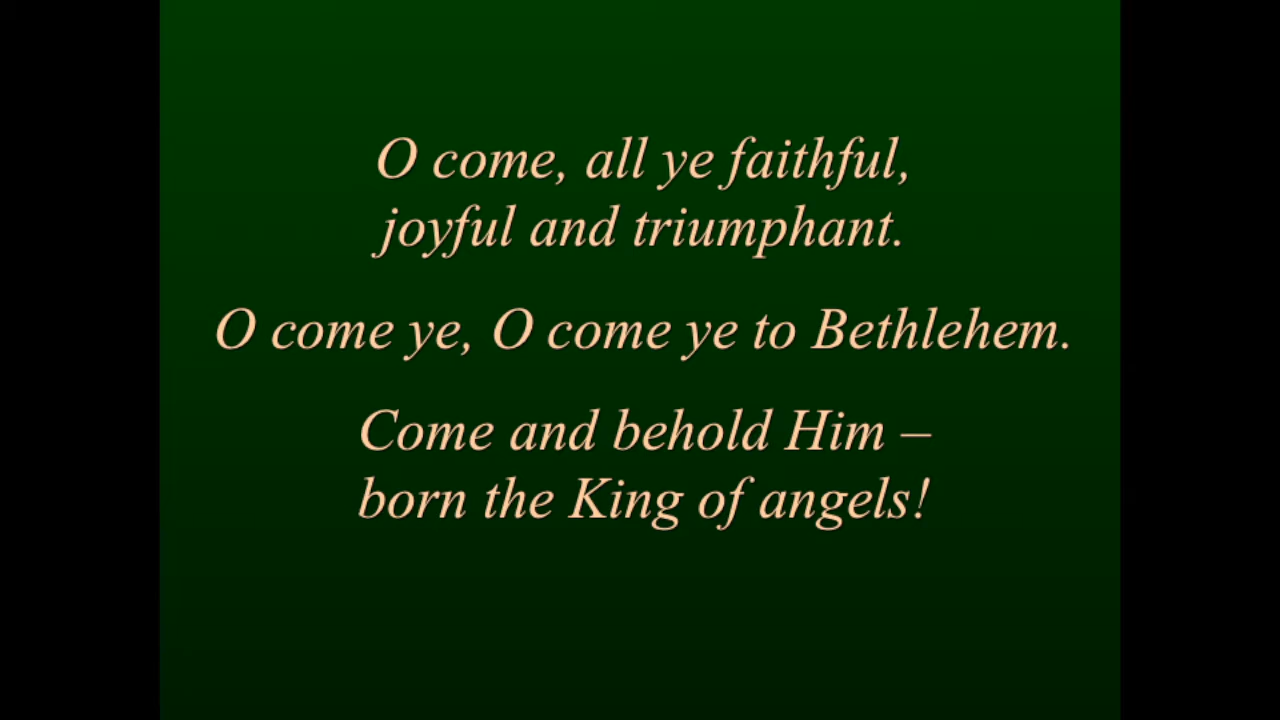 O come, all ye faithful,
joyful and triumphant.
O come ye, O come ye to Bethlehem.
Come and behold Him –
born the King of angels!